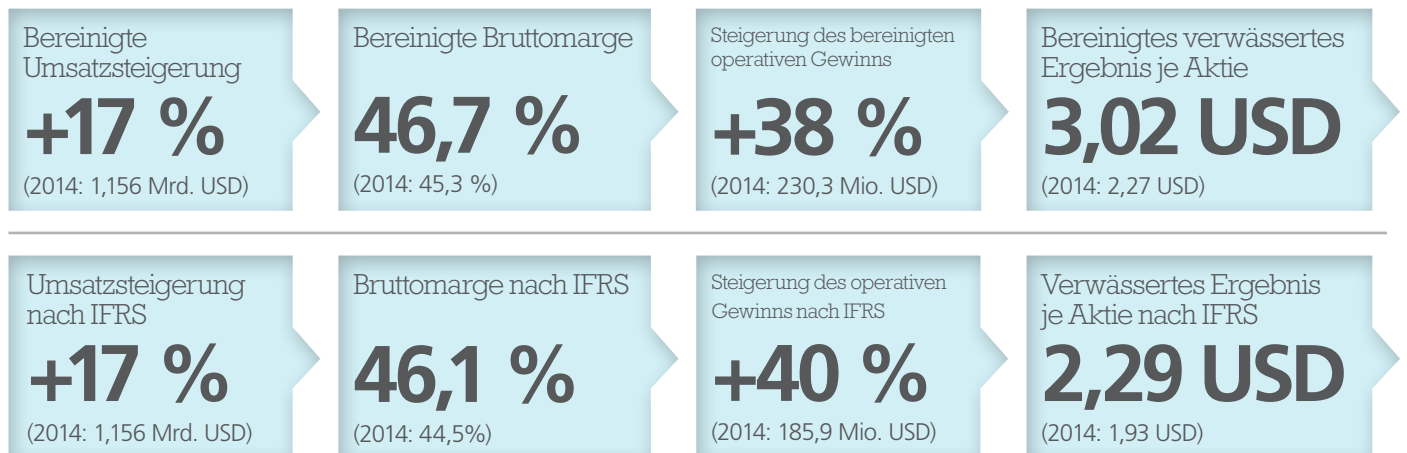 Bereinigte
Umsatzsteigerung
+17 %
(2014: 1,156 Mrd. USD)
Bereinigte Bruttomarge
46,7 %
(2014: 45,3 %)
Steigerung des bereinigten
operativen Gewinns
+38 %
(2014: 230,3 Mio. USD)
Bereinigtes verwässertes
Ergebnis je Aktie
3,02 USD
(2014: 2,27 USD)
Umsatzsteigerung
nach IFRS
+17 %
(2014: 1,156 Mrd. USD)
Bruttomarge nach IFRS
46,1 %
(2014: 44,5%)
Steigerung des operativen
Gewinns nach IFRS
+40 %
(2014: 185,9 Mio. USD)
Verwässertes Ergebnis
je Aktie nach IFRS
2,29 USD
(2014: 1,93 USD)